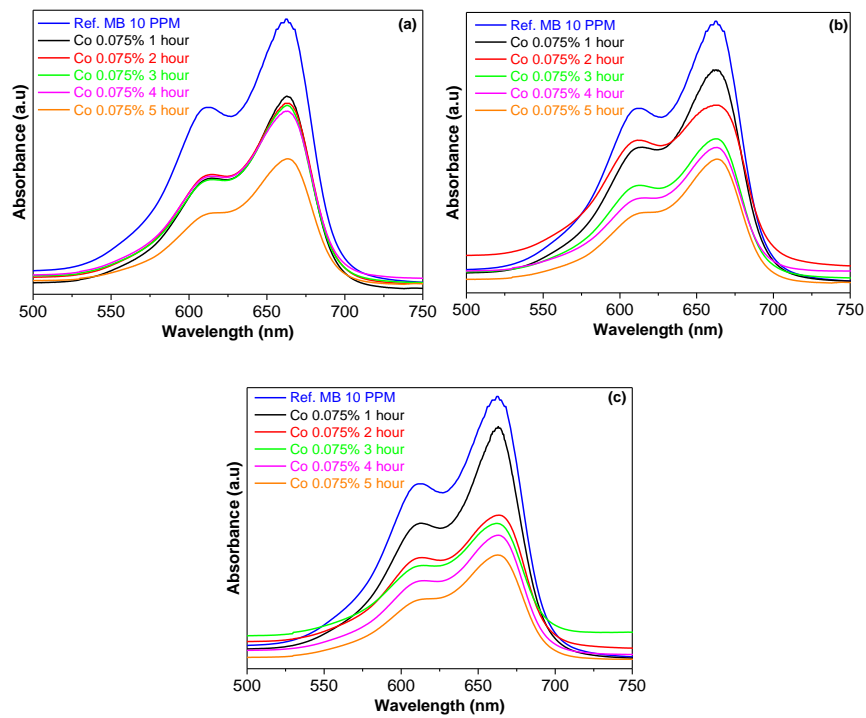 Ref. MB 10 PPM
Co 0.075% 1 hour
Co 0.075% 2 hour
Co 0.075% 3 hour
Co 0.075% 4 hour
Co 0.075% 5 hour
(a)
Absorbance (a.u)
500 550 600 650 700 750
Wavelength (nm)
Ref. MB 10 PPM
Co 0.075% 1 hour
Co 0.075% 2 hour
Co 0.075% 3 hour
Co 0.075% 4 hour
Co 0.075% 5 hour
(b)
Absorbance (a.u)
500 550 600 650 700 750
Wavelength (nm)
Ref. MB 10 PPM
Co 0.075% 1 hour
Co 0.075% 2 hour
Co 0.075% 3 hour
Co 0.075% 4 hour
Co 0.075% 5 hour
(c)
Absorbance (a.u)
500 550 600 650 700 750
Wavelength (nm)